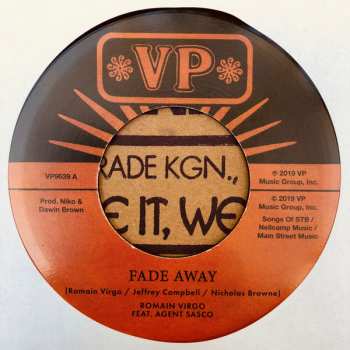 VP
VP9639 A
Prod. Niko &
Dawin Brown
RADE KGN.,
E IT, WE
℗ 2019 VP
Music Group, Inc.
© 2019 VP
Music Group, Inc.
Songs Of STB /
Nellcamp Music /
Main Street Music
FADE AWAY
(Romain Virgo / Jeffrey Campbell / Nicholas Browne)
ROMAIN VIRGO
FEAT. AGENT SASCO